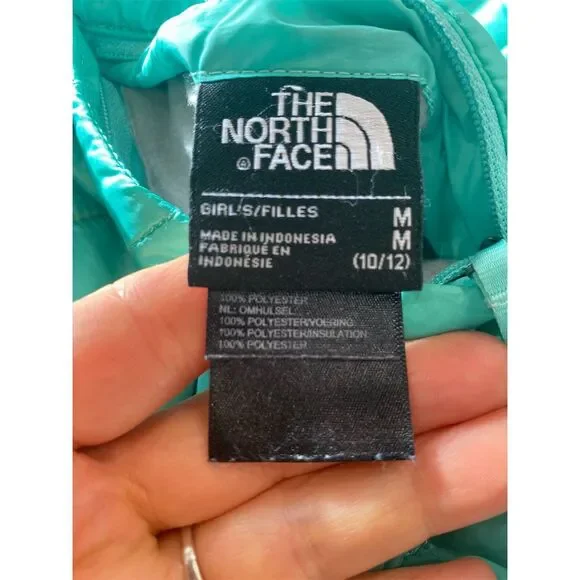 THE
NORTH
FACE
GIRL'S/FILLES M
MADE IN INDONESIA M
FABRIQUÉ EN
INDONÉSIE (10/12)
100% POLYESTER
NL: OMHULSEL
100% POLYESTER/VOERING
100% POLYESTER/INSULATION
100% POLYESTER